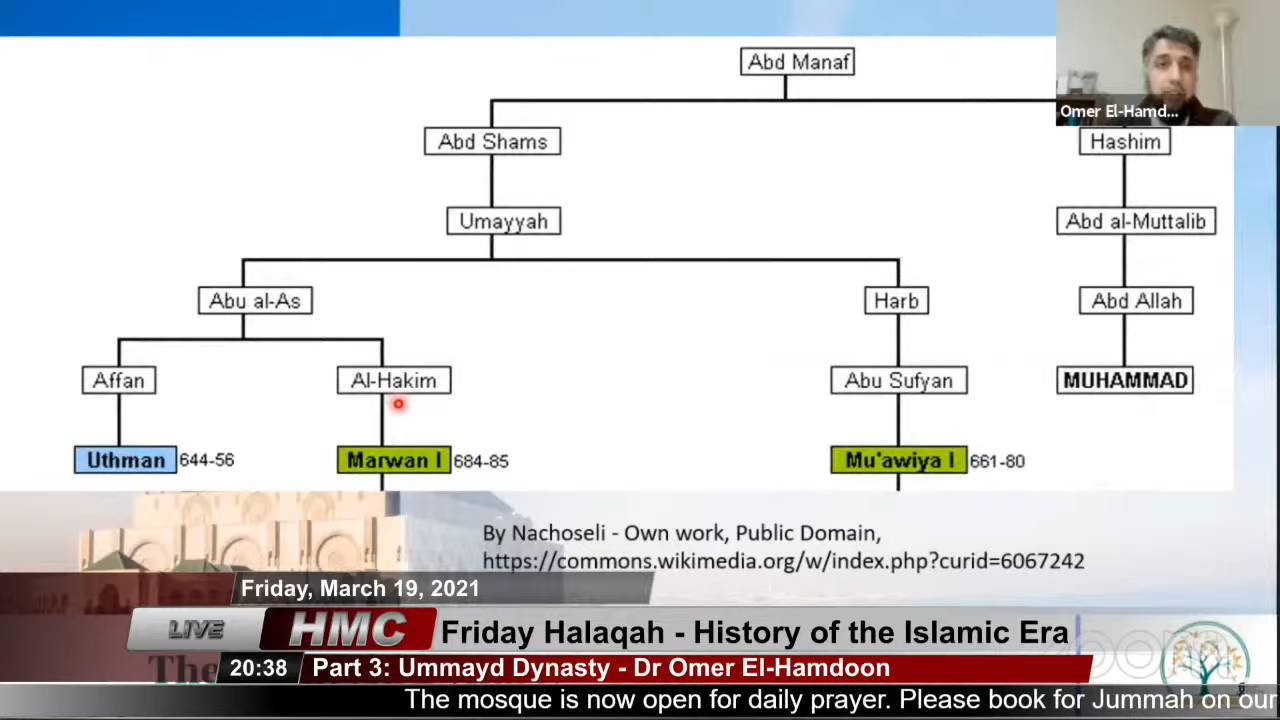 Abd Manaf
Omer El-Hamd...
Abd Shams
Hashim
Umayyah
Abd al-Muttalib
Abu al-As
Harb
Abd Allah
Affan
Al-Hakim
Abu Sufyan
MUHAMMAD
Uthman 644-56
Marwan I 684-85
Mu'awiya I 661-80
By Nachoseli - Own work, Public Domain,
https://commons.wikimedia.org/w/index.php?curid=6067242
Friday, March 19, 2021
LIVE
HMC
Friday Halaqah - History of the Islamic Era
zoom
The
20:38
Part 3: Ummayd Dynasty - Dr Omer El-Hamdoon
The mosque is now open for daily prayer. Please book for Jummah on our